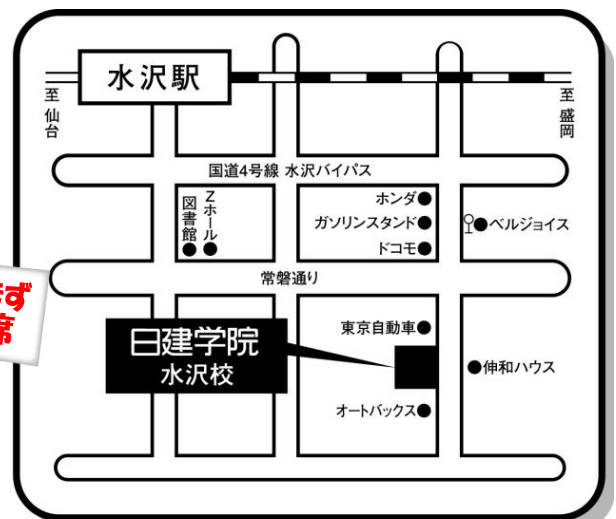 水沢駅
至仙台
至盛岡
国道4号線 水沢バイパス
図書館
Zホール
ホンダ
ガソリンスタンド
ドコモ
ベルジョイス
常磐通り
ず
席
日建学院
水沢校
東京自動車
伸和ハウス
オートバックス